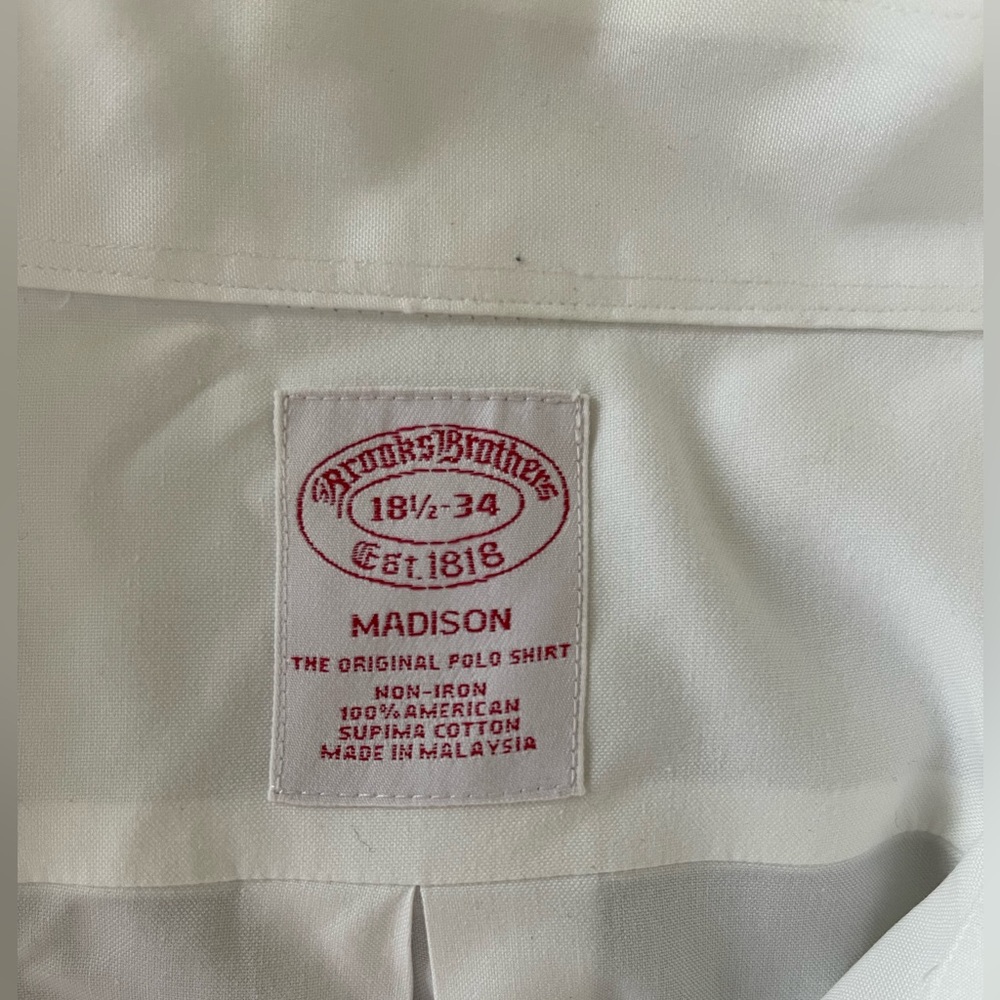 Brooks Brothers
18½-34
Est. 1818
MADISON
THE ORIGINAL POLO SHIRT
NON-IRON
100% AMERICAN
SUPIMA COTTON
MADE IN MALAYSIA